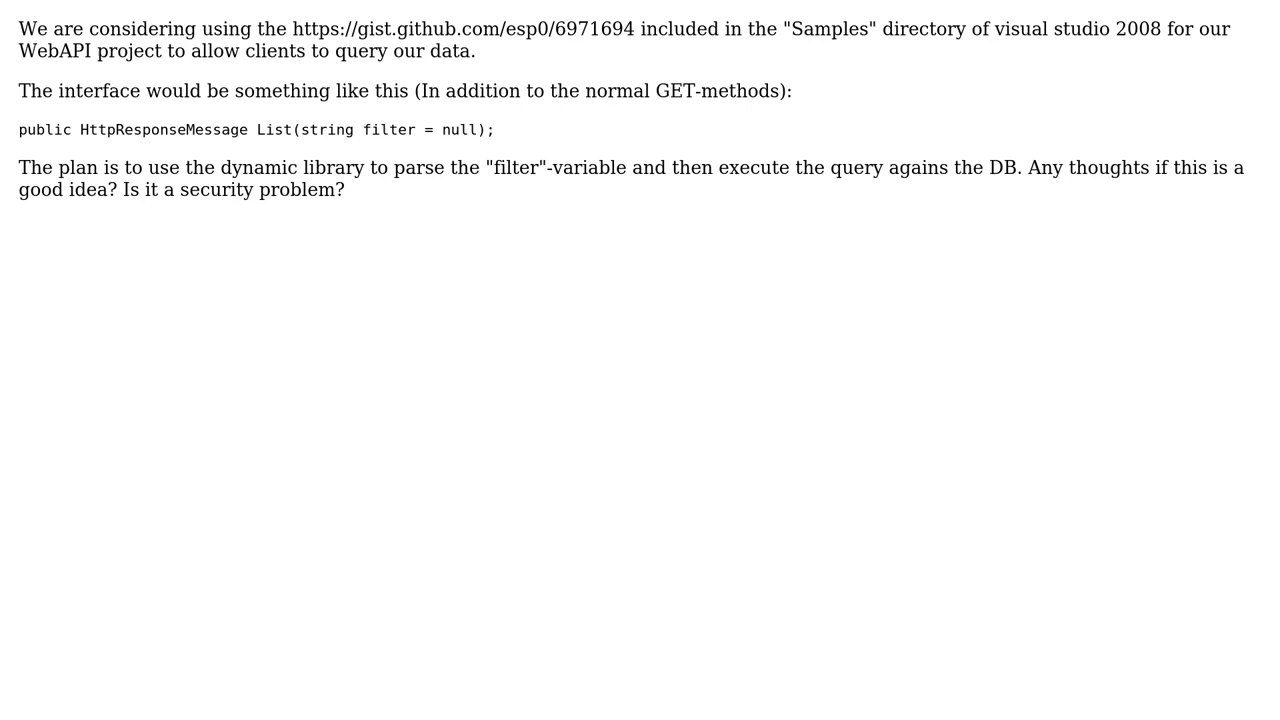 We are considering using the https://gist.github.com/esp0/6971694 included in the "Samples" directory of visual studio 2008 for our
WebAPI project to allow clients to query our data.
The interface would be something like this (In addition to the normal GET-methods):
public HttpResponseMessage List(string filter = null);
The plan is to use the dynamic library to parse the "filter"-variable and then execute the query agains the DB. Any thoughts if this is a
good idea? Is it a security problem?